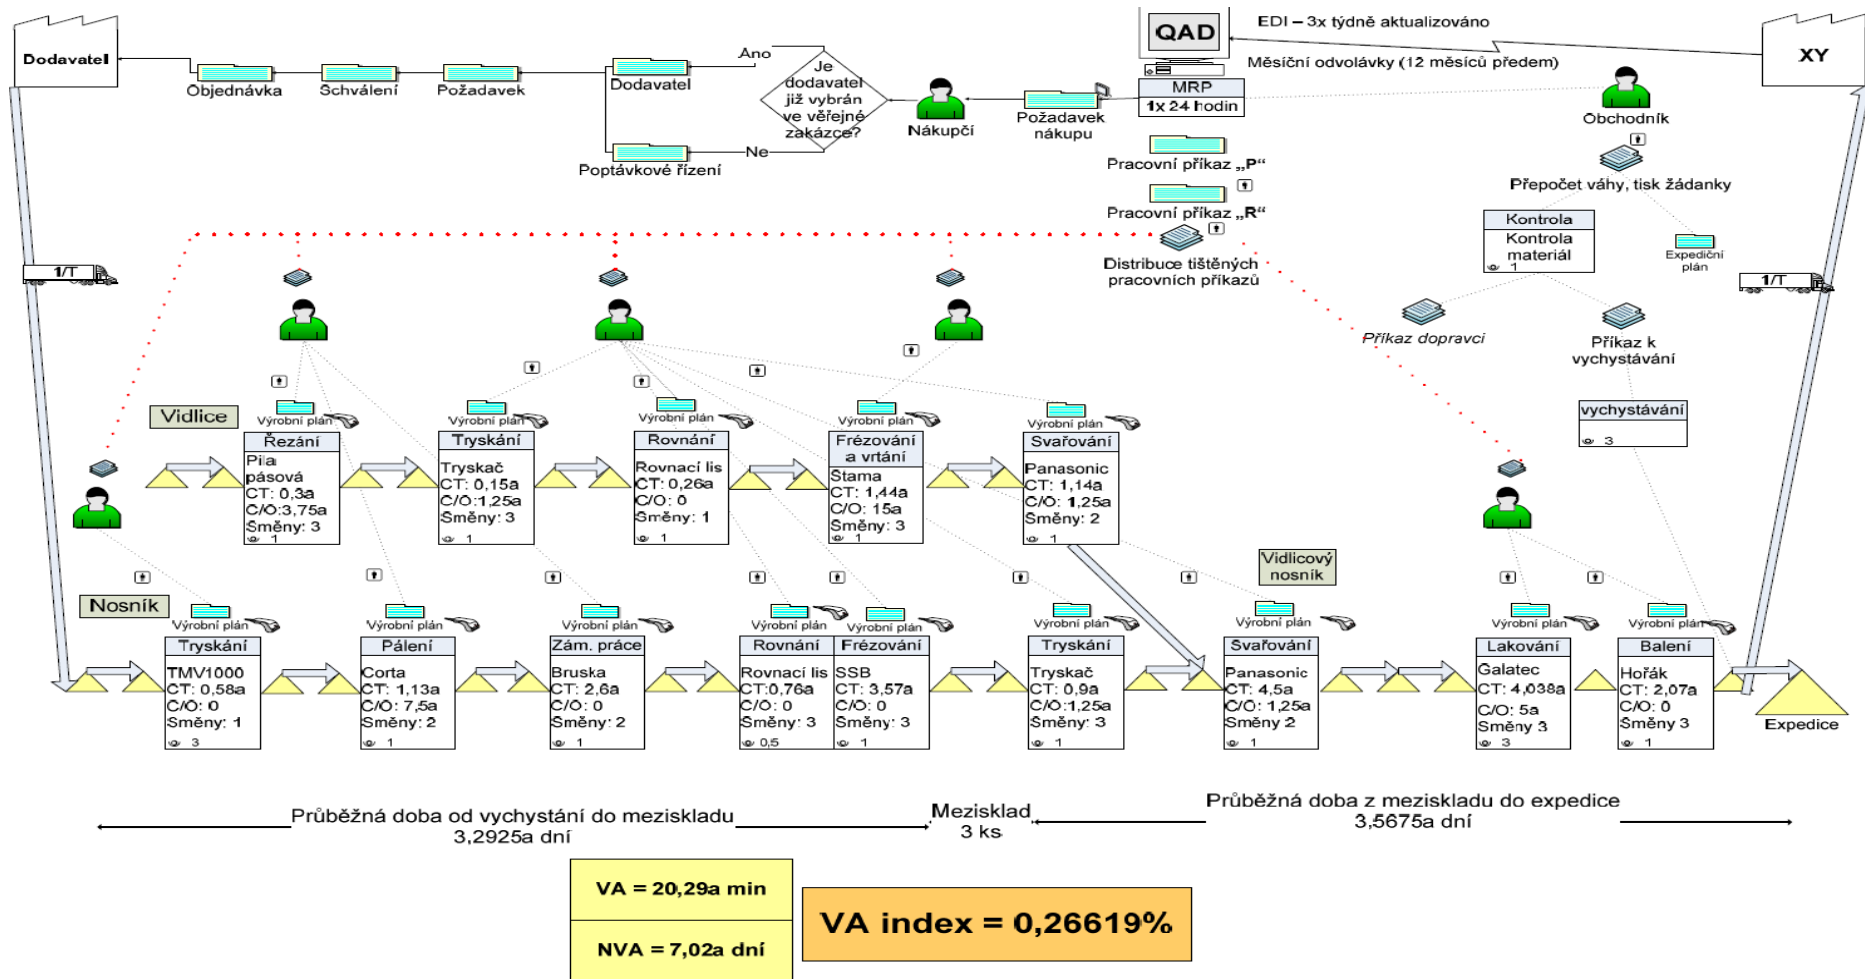 Dodavatel
Objednávka
Schválení
Požadavek
Dodavatel
Poptávkové řízení
Ano
Ne
Je
dodavatel
již vybrán
ve věřejné
zakázce?
Nákupčí
Požadavek
nákupu
QAD
MRP
1x 24 hodin
EDI – 3x týdně aktualizováno
Měsíční odvolávky (12 měsíců předem)
XY
Obchodník
Pracovní příkaz „P“
Pracovní příkaz „R“
Distribuce tištěných
pracovních příkazů
Přepočet váhy, tisk žádanky
Kontrola
Kontrola
materiál
1
Expediční
plán
Příkaz dopravci
Příkaz k
vychystávání
vychystávání
3
1/T
1/T
Vidlice
Výrobní plán
Řezání
Pila
pásová
CT: 0,3a
C/O:3,75a
Směny: 3
1
Výrobní plán
Tryskání
Tryskač
CT: 0,15a
C/O:1,25a
Směny: 3
1
Výrobní plán
Rovnání
Rovnací lis
CT: 0,26a
C/O: 0
Směny: 1
1
Výrobní plán
Frézování
a vrtání
Stama
CT: 1,44a
C/O: 15a
Směny: 3
1
Výrobní plán
Svařování
Panasonic
CT: 1,14a
C/O: 1,25a
Směny: 2
1
Nosník
Výrobní plán
Tryskání
TMV1000
CT: 0,58a
C/O: 0
Směny: 1
3
Výrobní plán
Pálení
Corta
CT: 1,13a
C/O: 7,5a
Směny: 2
1
Výrobní plán
Zám. práce
Bruska
CT: 2,6a
C/O: 0
Směny: 2
1
Výrobní plán
Rovnání
Rovnací lis
CT:0,76a
C/O: 0
Směny: 3
0,5
Výrobní plán
Frézování
SSB
CT: 3,57a
C/O: 0
Směny: 3
1
Výrobní plán
Tryskání
Tryskač
CT: 0,9a
C/O:1,25a
Směny: 3
1
Vidlicový
nosník
Výrobní plán
Svařování
Panasonic
CT: 4,5a
C/O: 1,25a
Směny 2
1
Výrobní plán
Lakování
Galatec
CT: 4,038a
C/O: 5a
Směny 3
3
Výrobní plán
Balení
Hořák
CT: 2,07a
C/O: 0
Směny 3
1
Expedice
Průběžná doba od vychystání do meziskladu
3,2925a dní
Mezisklad
3 ks
Průběžná doba z meziskladu do expedice
3,5675a dní
VA = 20,29a min
NVA = 7,02a dní
VA index = 0,26619%